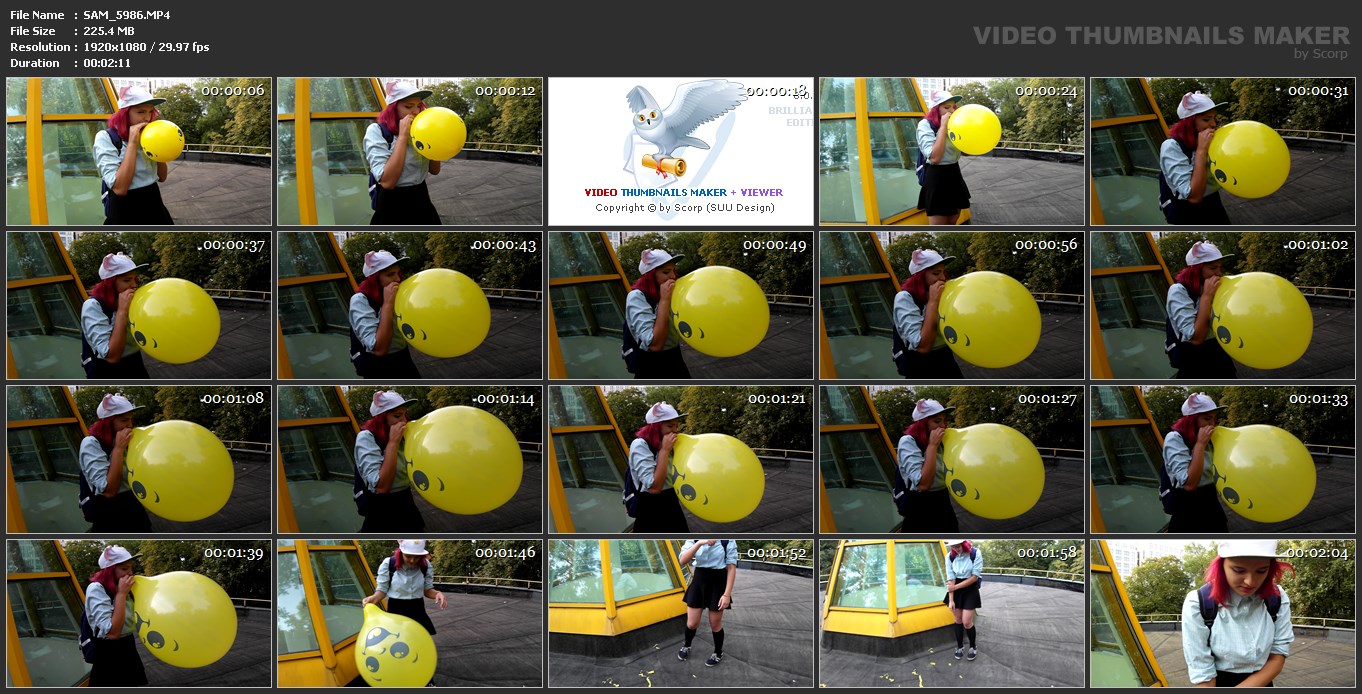 File Name : SAM_5986.MP4
File Size : 225.4 MB
Resolution : 1920x1080 / 29.97 fps
Duration : 00:02:11
VIDEO THUMBNAILS MAKER
by Scorp
00:00:06
00:00:12
00:00:18
BRILLIA
EDIT
VIDEO THUMBNAILS MAKER + VIEWER
Copyright © by Scorp (SUU Design)
00:00:24
00:00:31
00:00:37
00:00:43
00:00:49
00:00:56
00:01:02
00:01:08
00:01:14
00:01:21
00:01:27
00:01:33
00:01:39
00:01:46
00:01:52
00:01:58
00:02:04